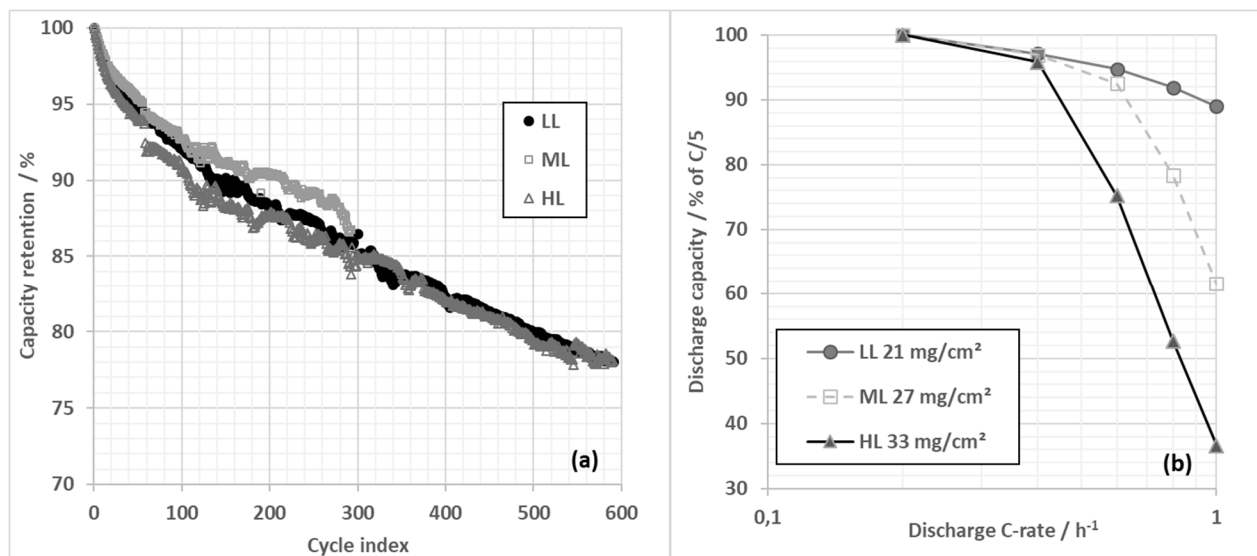 100
95
90
85
80
75
70
Capacity retention / %
LL
ML
HL
(a)
0
100
200
300
400
500
600
Cycle index
100
90
80
70
60
50
40
30
Discharge capacity / % of C/5
LL 21 mg/cm²
ML 27 mg/cm²
HL 33 mg/cm²
(b)
0,1
1
Discharge C-rate / h⁻¹